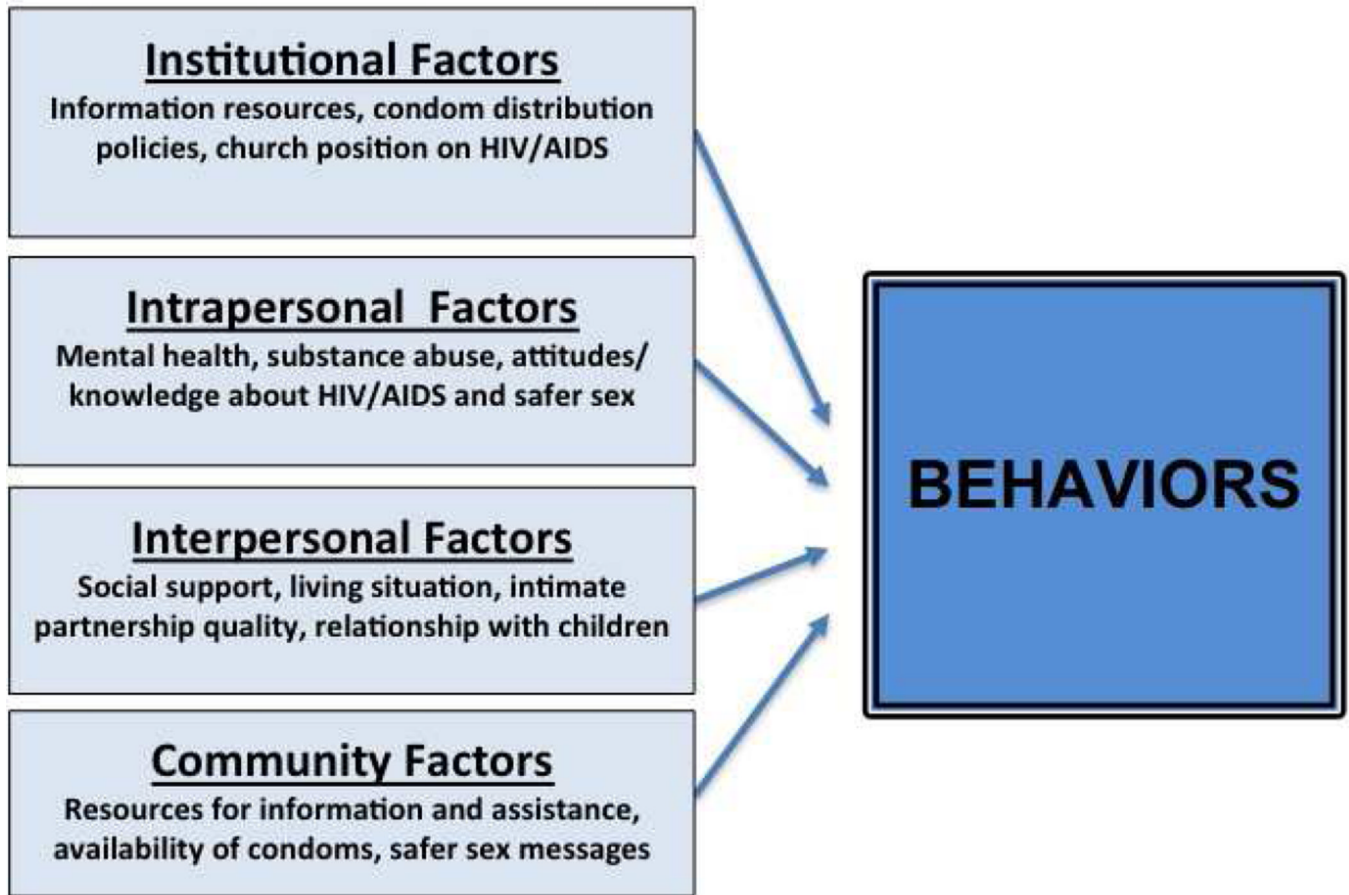 Institutional Factors
Information resources, condom distribution
policies, church position on HIV/AIDS
Intrapersonal Factors
Mental health, substance abuse, attitudes/
knowledge about HIV/AIDS and safer sex
Interpersonal Factors
Social support, living situation, intimate
partnership quality, relationship with children
Community Factors
Resources for information and assistance,
availability of condoms, safer sex messages
BEHAVIORS